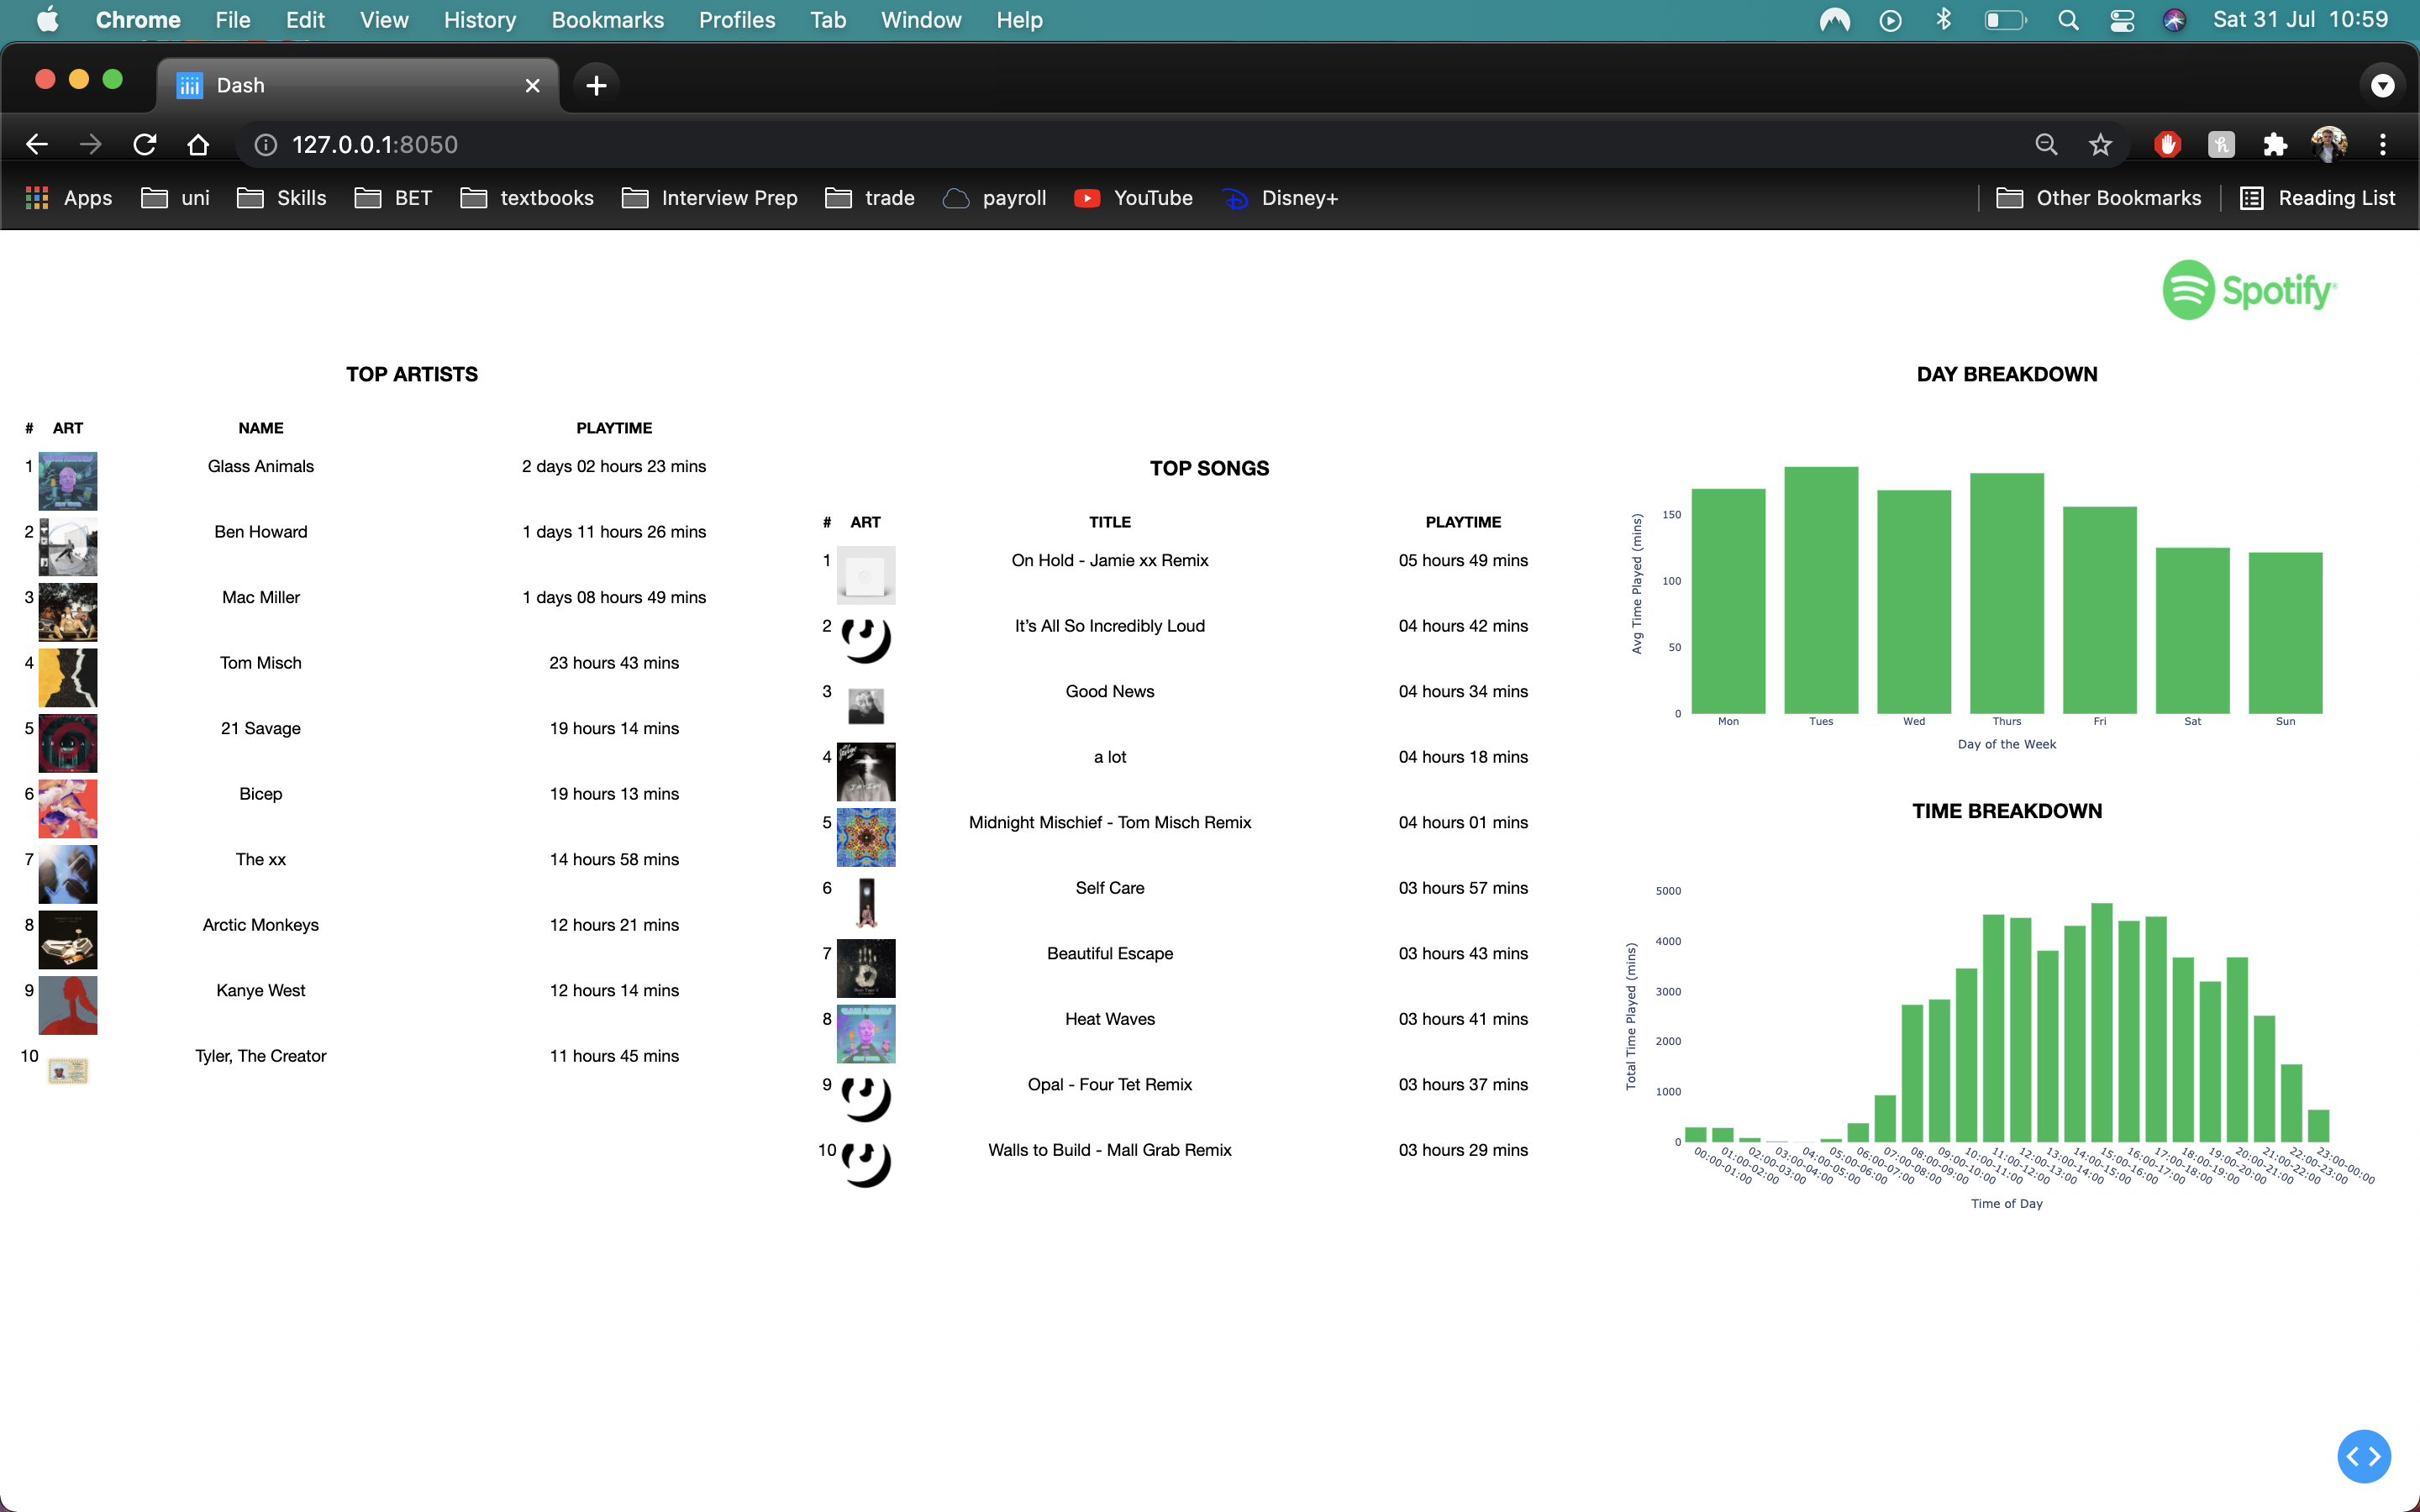 Chrome File Edit View History Bookmarks Profiles Tab Window Help Sat 31 Jul 10:59
Dash
127.0.0.1:8050
Apps uni Skills BET textbooks Interview Prep trade payroll YouTube Disney+ Other Bookmarks Reading List
Spotify
TOP ARTISTS
# ART NAME PLAYTIME
1 Glass Animals 2 days 02 hours 23 mins
2 Ben Howard 1 days 11 hours 26 mins
3 Mac Miller 1 days 08 hours 49 mins
4 Tom Misch 23 hours 43 mins
5 21 Savage 19 hours 14 mins
6 Bicep 19 hours 13 mins
7 The xx 14 hours 58 mins
8 Arctic Monkeys 12 hours 21 mins
9 Kanye West 12 hours 14 mins
10 Tyler, The Creator 11 hours 45 mins
TOP SONGS
# ART TITLE PLAYTIME
1 On Hold - Jamie xx Remix 05 hours 49 mins
2 It’s All So Incredibly Loud 04 hours 42 mins
3 Good News 04 hours 34 mins
4 a lot 04 hours 18 mins
5 Midnight Mischief - Tom Misch Remix 04 hours 01 mins
6 Self Care 03 hours 57 mins
7 Beautiful Escape 03 hours 43 mins
8 Heat Waves 03 hours 41 mins
9 Opal - Four Tet Remix 03 hours 37 mins
10 Walls to Build - Mall Grab Remix 03 hours 29 mins
DAY BREAKDOWN
Avg Time Played (mins)
150
100
50
0
Mon Tues Wed Thurs Fri Sat Sun
Day of the Week
TIME BREAKDOWN
Total Time Played (mins)
5000
4000
3000
2000
1000
0
00:00-01:00
01:00-02:00
02:00-03:00
03:00-04:00
04:00-05:00
05:00-06:00
06:00-07:00
07:00-08:00
08:00-09:00
09:00-10:00
10:00-11:00
11:00-12:00
12:00-13:00
13:00-14:00
14:00-15:00
15:00-16:00
16:00-17:00
17:00-18:00
18:00-19:00
19:00-20:00
20:00-21:00
21:00-22:00
22:00-23:00
23:00-00:00
Time of Day